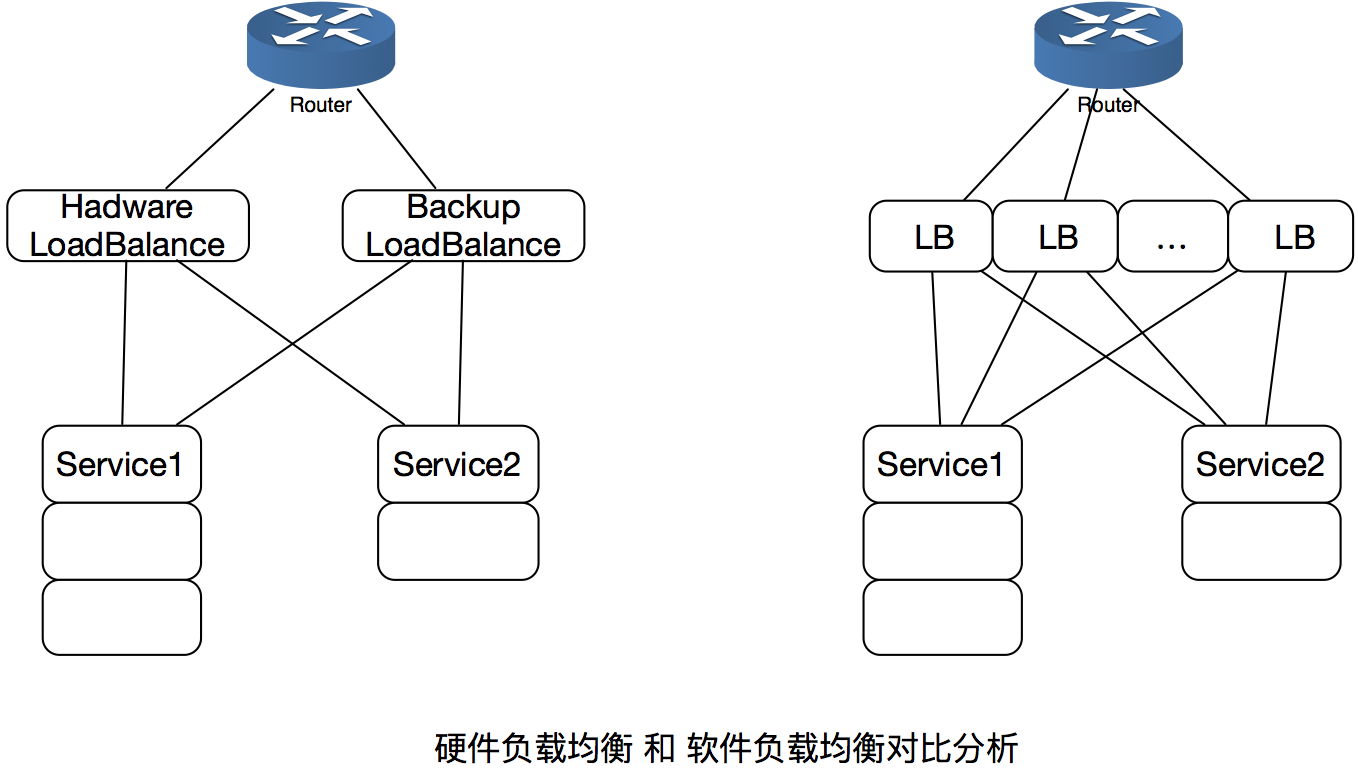 Router
Hadware
LoadBalance
Backup
LoadBalance
Service1
Service2
Router
LB
LB
...
LB
Service1
Service2
硬件负载均衡 和 软件负载均衡对比分析